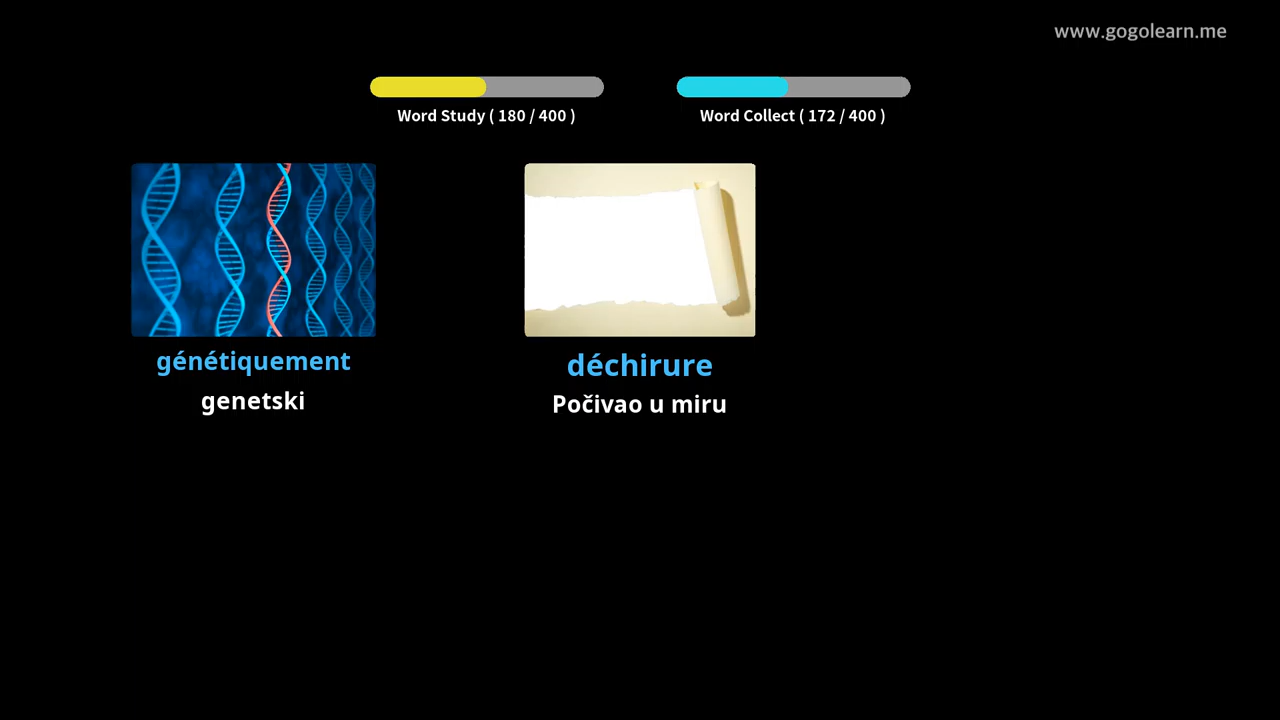 www.gogolearn.me
Word Study ( 180 / 400 )
Word Collect ( 172 / 400 )
génétiquement
genetski
déchirure
Počivao u miru